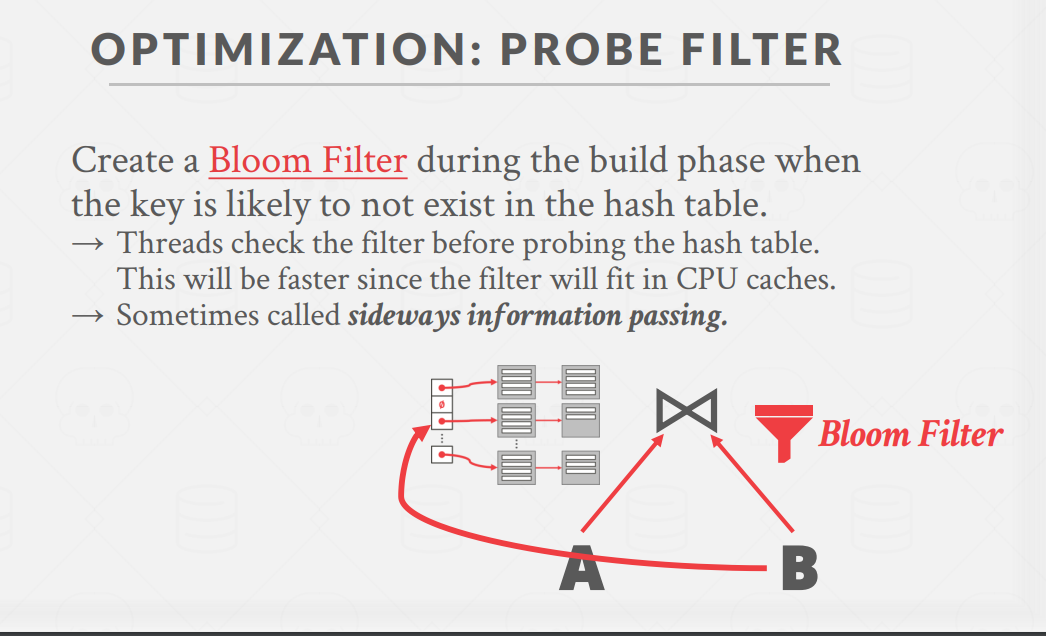 OPTIMIZATION: PROBE FILTER
Create a Bloom Filter during the build phase when
the key is likely to not exist in the hash table.
→ Threads check the filter before probing the hash table.
This will be faster since the filter will fit in CPU caches.
→ Sometimes called sideways information passing.
ø
⋮
⋮
Bloom Filter
A
B